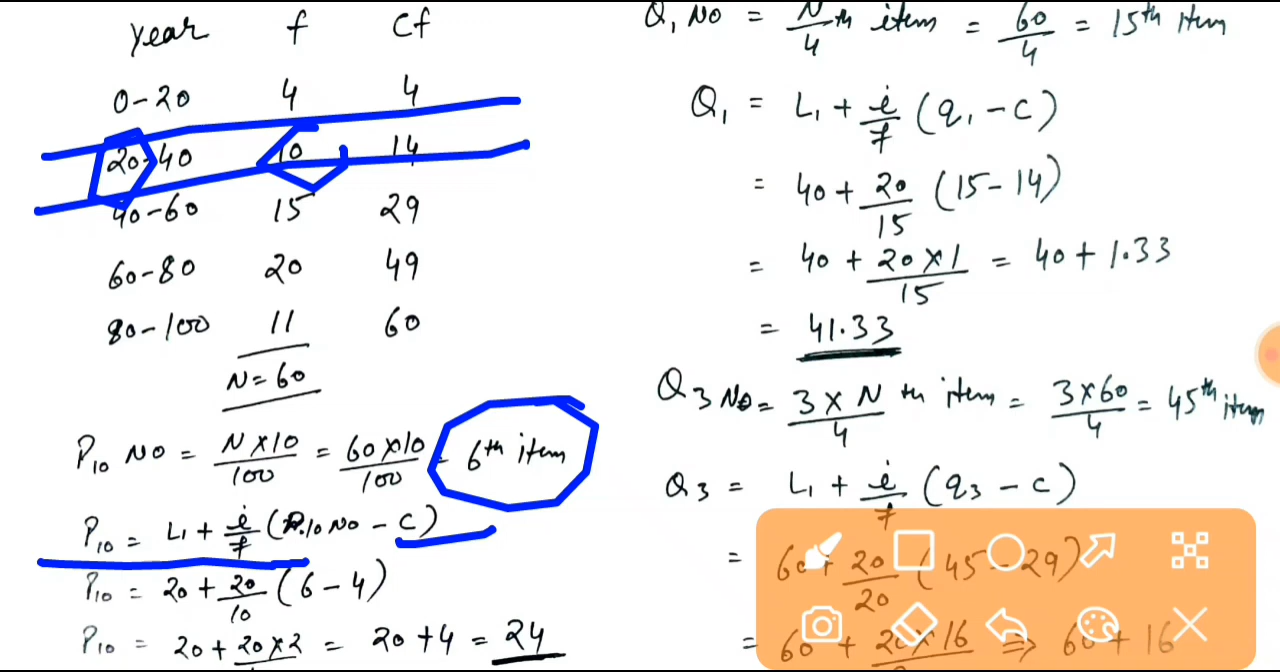 year f Cf
0-20 4 4
20-40 10 14
40-60 15 29
60-80 20 49
80-100 11 60
N=60
P10 NO = N×10/100 = 60×10/100 = 6th item
P10 = L1 + i/f (P10 NO - C)
P10 = 20 + 20/10 (6-4)
P10 = 20 + 20×2 = 20+4 = 24
Q1 NO = N/4 th item = 60/4 = 15th item
Q1 = L1 + i/f (q1 - C)
= 40 + 20/15 (15-14)
= 40 + 20×1/15 = 40 + 1.33
= 41.33
Q3 NO = 3×N/4 th item = 3×60/4 = 45th item
Q3 = L1 + i/f (q3 - C)
= 60 + 20/20 (45-29)
= 60 + 20×16 ⇒ 60+16